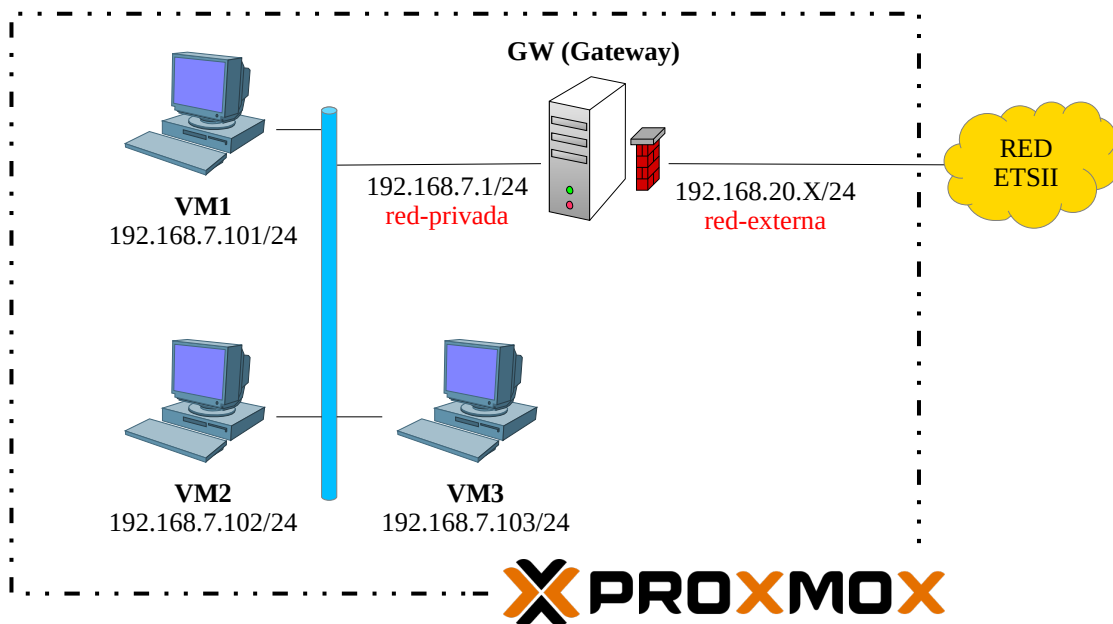 GW (Gateway)
VM1
192.168.7.101/24
192.168.7.1/24
red-privada
192.168.20.X/24
red-externa
RED
ETSII
VM2
192.168.7.102/24
VM3
192.168.7.103/24
PROXMOX